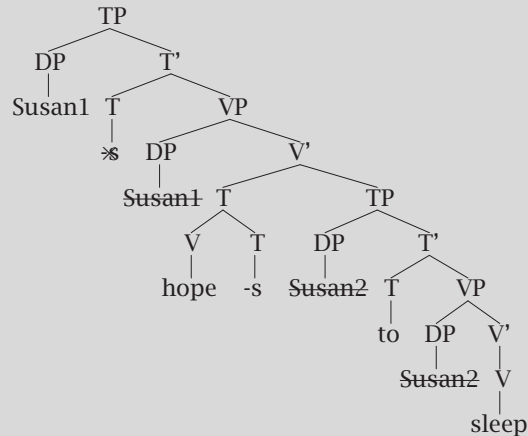 TP
DP T'
Susan1 T VP
-s DP V'
Susan1 T TP
V T DP T'
hope -s Susan2 T VP
to DP V'
Susan2 V
sleep